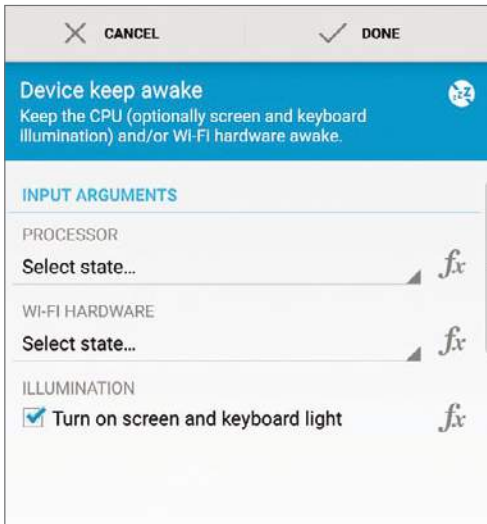 CANCEL
DONE
Device keep awake
Keep the CPU (optionally screen and keyboard
illumination) and/or Wi-Fi hardware awake.
INPUT ARGUMENTS
PROCESSOR
Select state...
fx
WI-FI HARDWARE
Select state...
fx
ILLUMINATION
Turn on screen and keyboard light
fx